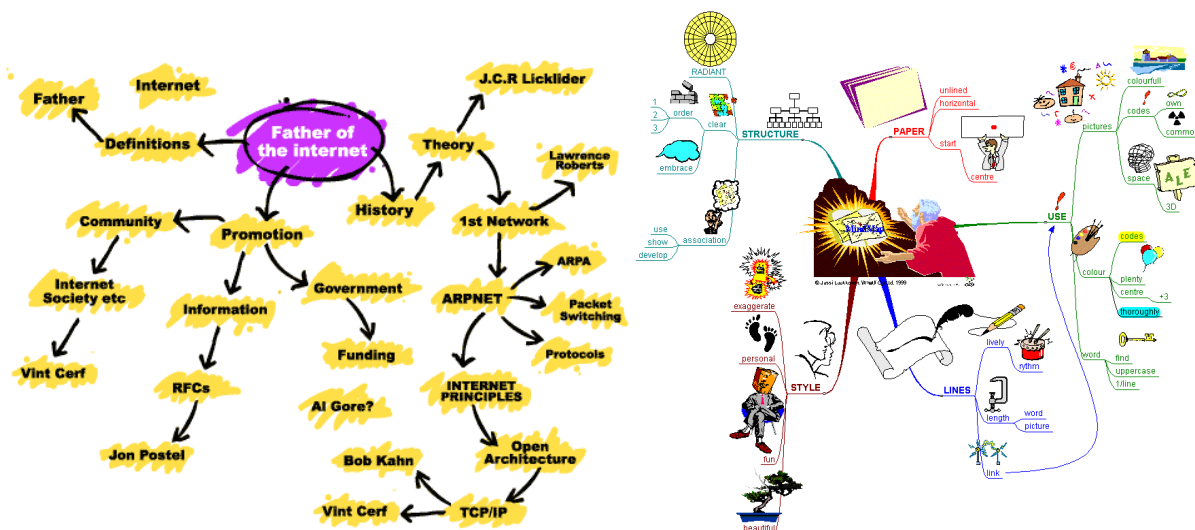 Father of
the internet
Internet
Father
Definitions
J.C.R Licklider
Theory
Lawrence
Roberts
History
1st Network
Community
Promotion
Internet
Society etc
Government
Information
ARPA
ARPNET
Packet
Switching
Protocols
Vint Cerf
Funding
RFCs
INTERNET
PRINCIPLES
Al Gore?
Jon Postel
Open
Architecture
Bob Kahn
TCP/IP
Vint Cerf
RADIANT
1
2
3
order
clear
embrace
STRUCTURE
association
use
show
develop
PAPER
unlined
horizontal
start
centre
MindMap
USE
pictures
colourfull
codes
own
commo
space
ALE
3D
colour
codes
plenty
centre
+3
thoroughly
word
find
uppercase
1/line
STYLE
exaggerate
personal
fun
beautiful
LINES
lively
rythm
length
word
picture
link